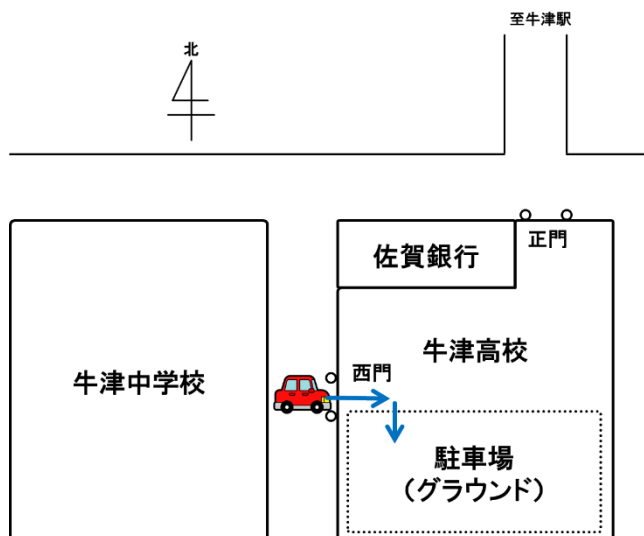 至牛津駅
北
正門
佐賀銀行
牛津高校
西門
牛津中学校
駐車場
（グラウンド）